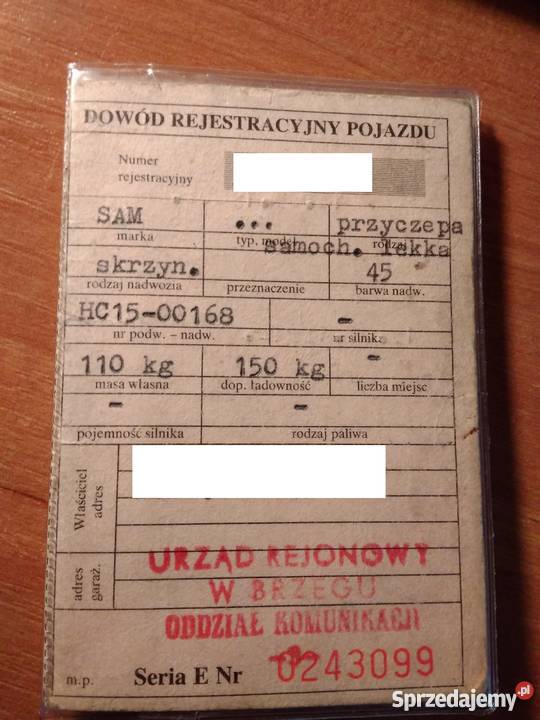 DOWÓD REJESTRACYJNY POJAZDU
Numer
rejestracyjny
SAM ... przyczepa
marka typ, model rodzaj
samoch. lekka
skrzyn. 45
rodzaj nadwozia przeznaczenie barwa nadw.
HC15-00168 -
nr podw. – nadw. nr silnika
110 kg 150 kg -
masa własna dop. ładowność liczba miejsc
- -
pojemność silnika rodzaj paliwa
Właściciel
adres
adres
garaż.
URZĄD REJONOWY
W BRZEGU
ODDZIAŁ KOMUNIKACJI
m.p. Seria E Nr 0243099
Sprzedajemy.pl